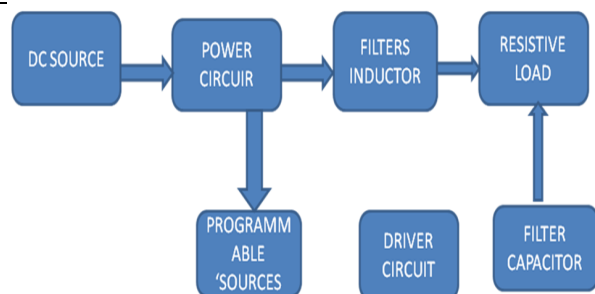 DC SOURCE
POWER
CIRCUIR
FILTERS
INDUCTOR
RESISTIVE
LOAD
PROGRAMM
ABLE
‘SOURCES
DRIVER
CIRCUIT
FILTER
CAPACITOR